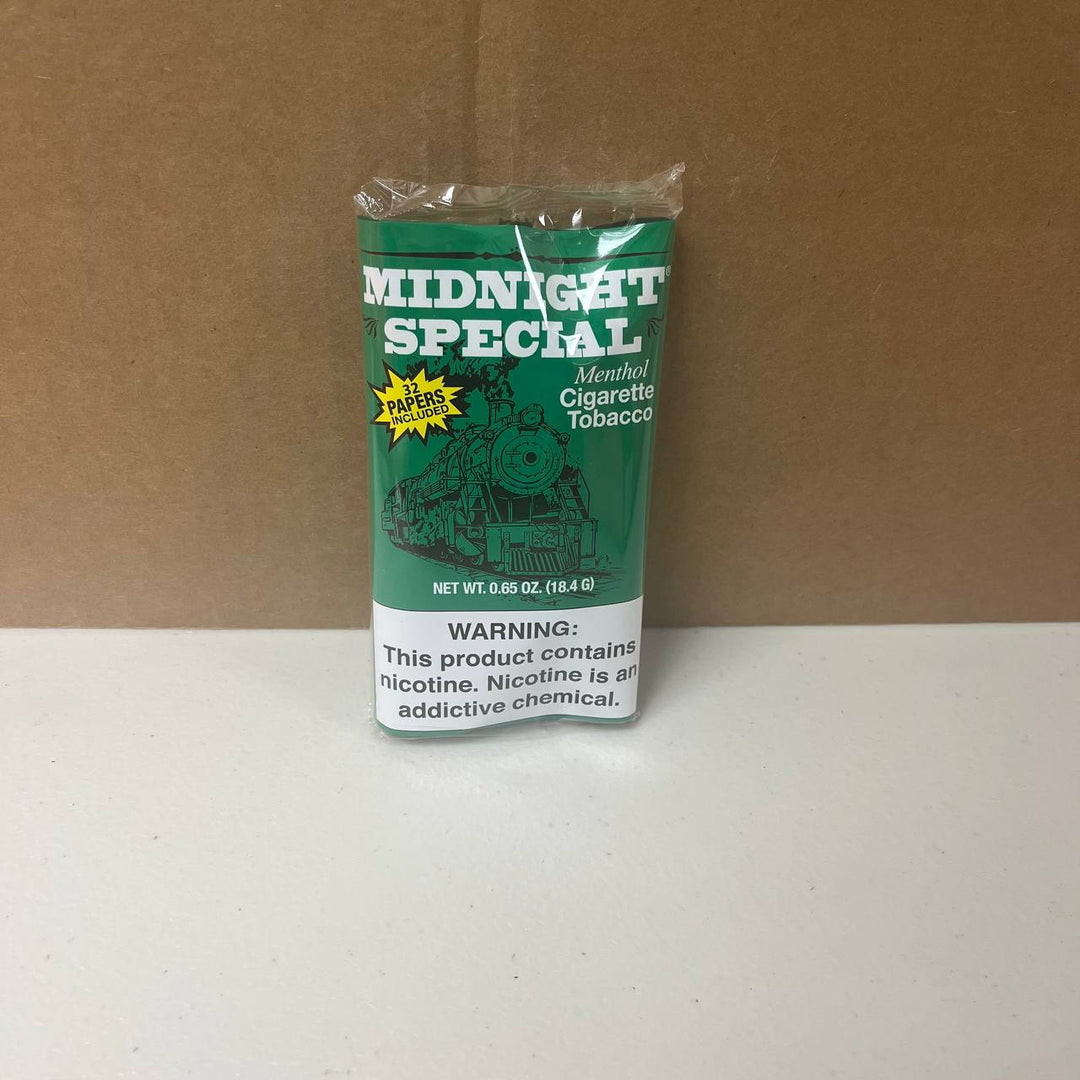 MIDNIGHT®
SPECIAL
Menthol
Cigarette
Tobacco
32
PAPERS
INCLUDED
NET WT. 0.65 OZ. (18.4 G)
WARNING:
This product contains
nicotine. Nicotine is an
addictive chemical.